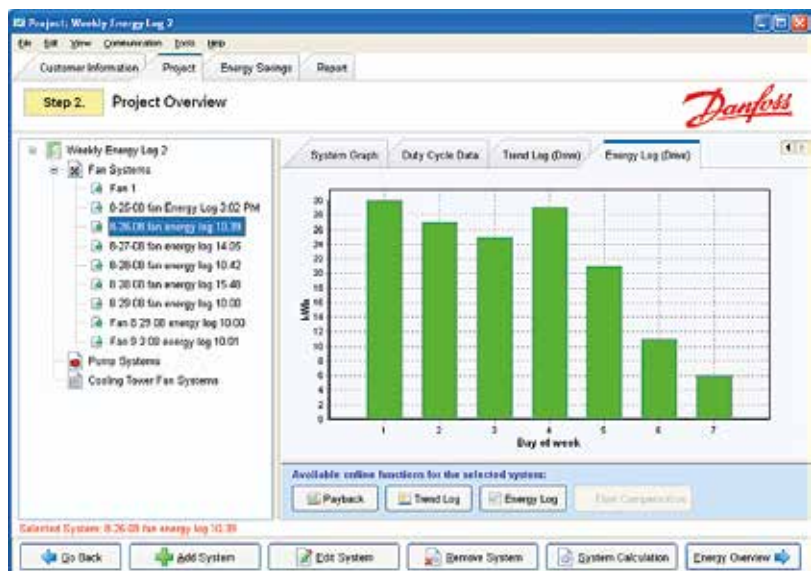 Project: Weekly Energy Log 2
File Edit View Communication Tools Help
Customer Information Project Energy Savings Report
Step 2. Project Overview
Danfoss
Weekly Energy Log 2
Fan Systems
Fan 1
8-25-08 fan Energy Log 3:02 PM
8-26-08 fan energy log 10.39
8-27-08 fan energy log 14.05
8-28-08 fan energy log 10.42
8 28 08 fan energy log 15.48
8 29 08 fan energy log 10:00
Fan 8 29 08 energy log 10:00
Fan 9 3 08 energy log 10:01
Pump Systems
Cooling Tower Fan Systems
System Graph Duty Cycle Data Trend Log (Drive) Energy Log (Drive)
kWh
30
28
26
24
22
20
18
16
14
12
10
8
6
4
2
0
1 2 3 4 5 6 7
Day of week
Available online functions for the selected system:
Payback Trend Log Energy Log Flow Compensation
Selected System: 8-26-08 fan energy log 10.39
Go Back Add System Edit System Remove System System Calculation Energy Overview